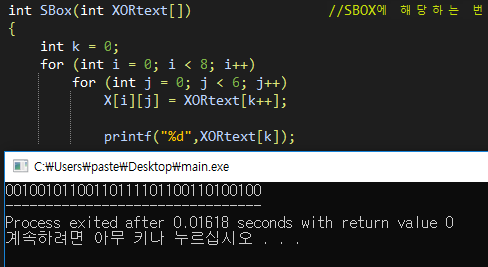 int SBox(int XORtext[]) //SBOX에 해당하는 번
{
int k = 0;
for (int i = 0; i < 8; i++)
for (int j = 0; j < 6; j++)
X[i][j] = XORtext[k++];
printf("%d",XORtext[k]);
C:₩Users₩paste₩Desktop₩main.exe
00100101100110111101100110100100
--------------------------------
Process exited after 0.01618 seconds with return value 0
계속하려면 아무 키나 누르십시오 . . .